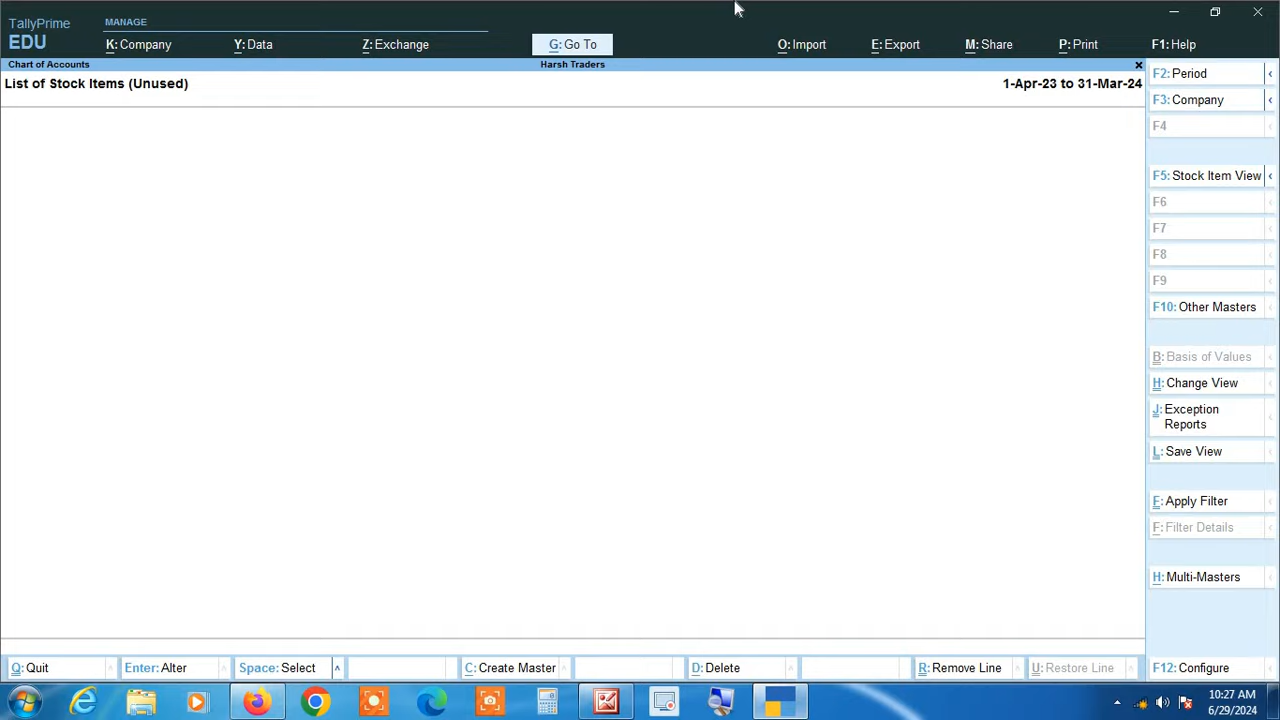 TallyPrime
EDU
MANAGE
K: Company
Y: Data
Z: Exchange
G: Go To
O: Import
E: Export
M: Share
P: Print
F1: Help
Chart of Accounts
Harsh Traders
List of Stock Items (Unused)
1-Apr-23 to 31-Mar-24
F2: Period
F3: Company
F4
F5: Stock Item View
F6
F7
F8
F9
F10: Other Masters
B: Basis of Values
H: Change View
J: Exception
Reports
L: Save View
F: Apply Filter
F: Filter Details
H: Multi-Masters
Q: Quit
Enter: Alter
Space: Select
C: Create Master
D: Delete
R: Remove Line
U: Restore Line
F12: Configure
10:27 AM
6/29/2024